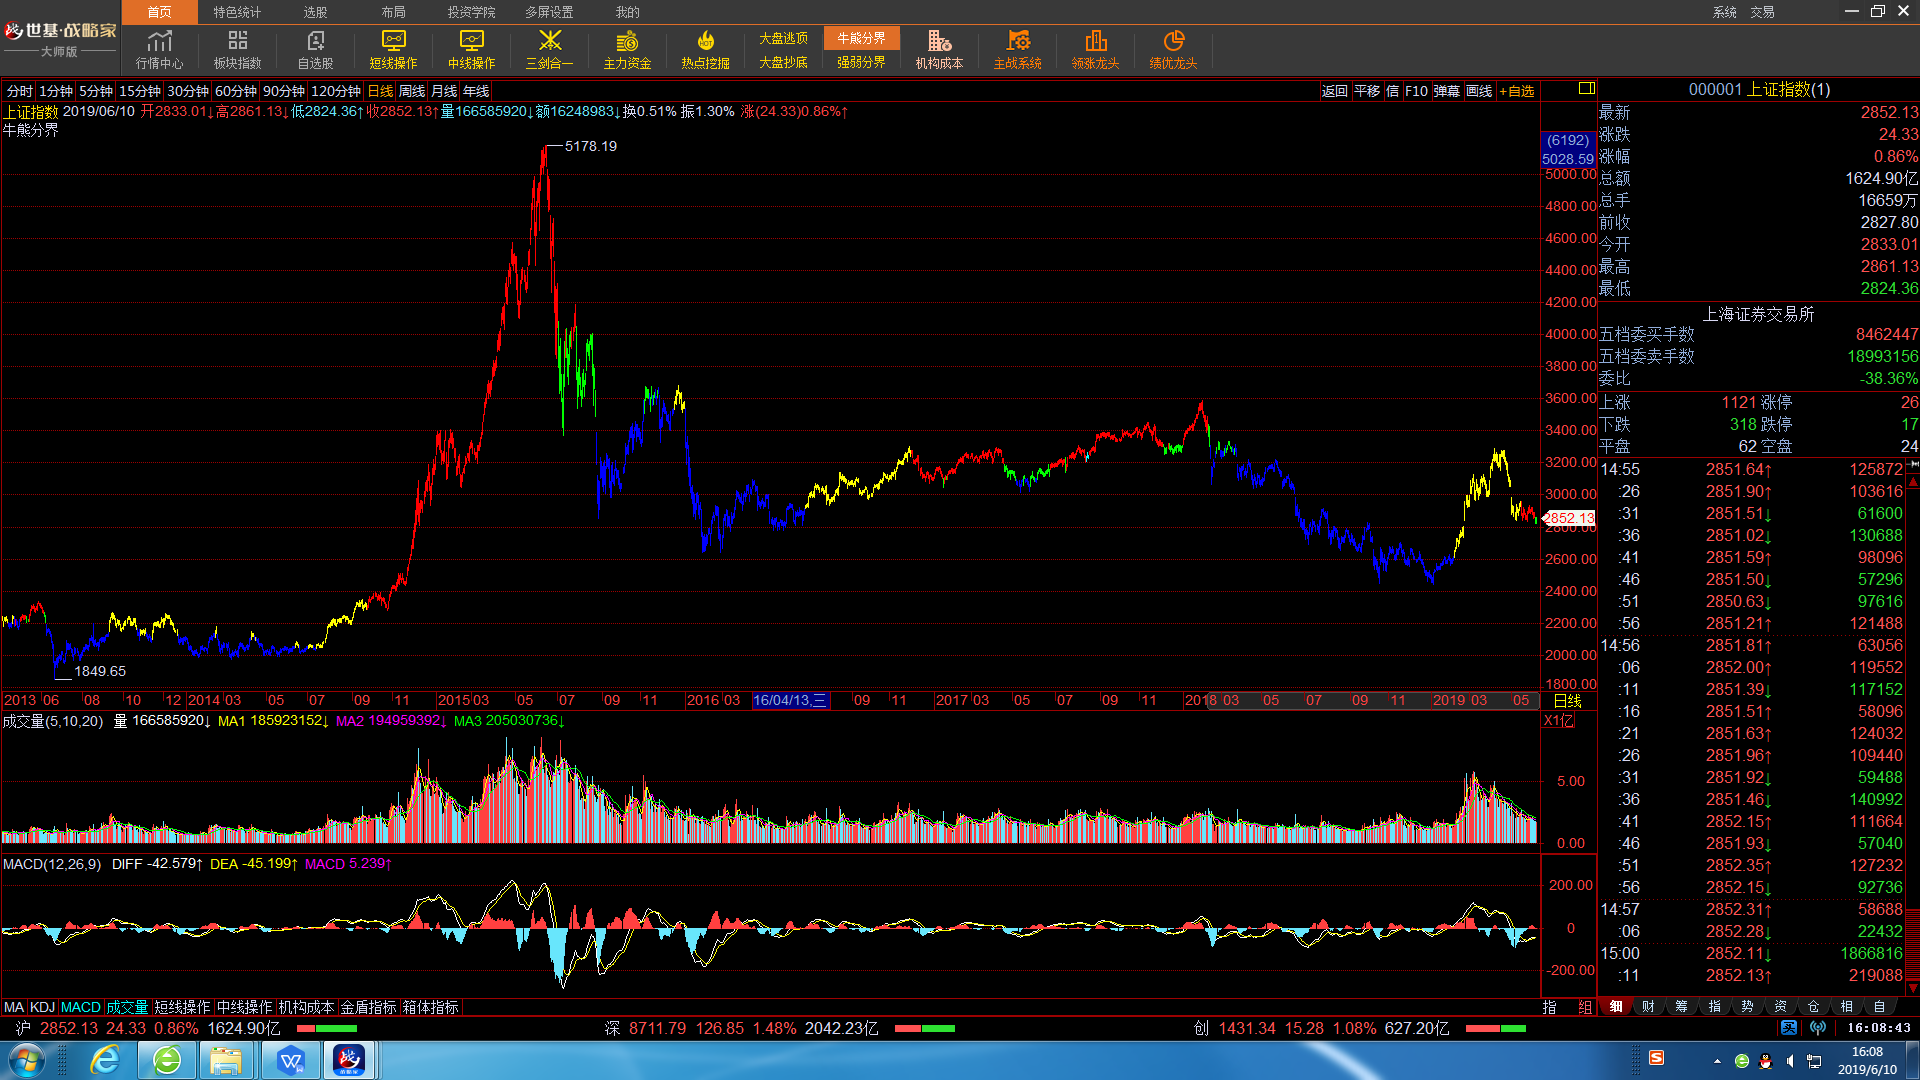 首页 特色统计 选股 布局 投资学院 多屏设置 我的 系统 交易
世基·战略家
大师版
行情中心 板块指数 自选股 短线操作 中线操作 三剑合一 主力资金 热点挖掘 大盘逃顶 牛熊分界 机构成本 主战系统 领涨龙头 绩优龙头
HOT
大盘抄底 强弱分界
分时 1分钟 5分钟 15分钟 30分钟 60分钟 90分钟 120分钟 日线 周线 月线 年线 返回 平移 信 F10 弹幕 画线 +自选
上证指数 2019/06/10 开2833.01↓高2861.13↓低2824.36↑收2852.13↑量166585920↓额16248983↓换0.51% 振1.30% 涨(24.33)0.86%↑
牛熊分界
5178.19
1849.65
(6192)
5028.59
5000.00
4800.00
4600.00
4400.00
4200.00
4000.00
3800.00
3600.00
3400.00
3200.00
3000.00
2852.13
2800.00
2600.00
2400.00
2200.00
2000.00
1800.00
2013 06 08 10 12 2014 03 05 07 09 11 2015 03 05 07 09 11 2016 03 16/04/13,三 09 11 2017 03 05 07 09 11 2018 03 05 07 09 11 2019 03 05 日线
成交量(5,10,20) 量 166585920↓ MA1 185923152↓ MA2 194959392↓ MA3 205030736↓
X1亿
5.00
0.00
MACD(12,26,9) DIFF -42.579↑ DEA -45.199↑ MACD 5.239↑
200.00
0
-200.00
MA KDJ MACD 成交量 短线操作 中线操作 机构成本 金盾指标 箱体指标 指 组
000001 上证指数(1)
最新 2852.13
涨跌 24.33
涨幅 0.86%
总额 1624.90亿
总手 16659万
前收 2827.80
今开 2833.01
最高 2861.13
最低 2824.36
上海证券交易所
五档委买手数 8462447
五档委卖手数 18993156
委比 -38.36%
上涨 1121 涨停 26
下跌 318 跌停 17
平盘 62 空盘 24
14:55 2851.64↑ 125872
:26 2851.90↑ 103616
:31 2851.51↓ 61600
:36 2851.02↓ 130688
:41 2851.59↑ 98096
:46 2851.50↓ 57296
:51 2850.63↓ 97616
:56 2851.21↑ 121488
14:56 2851.81↑ 63056
:06 2852.00↑ 119552
:11 2851.39↓ 117152
:16 2851.51↑ 58096
:21 2851.63↑ 124032
:26 2851.96↑ 109440
:31 2851.92↓ 59488
:36 2851.46↓ 140992
:41 2852.15↑ 111664
:46 2851.93↓ 57040
:51 2852.35↑ 127232
:56 2852.15↓ 92736
14:57 2852.31↑ 58688
:06 2852.28↓ 22432
15:00 2852.11↓ 1866816
:11 2852.13↑ 219088
细 财 筹 指 势 资 仓 相 自
沪 2852.13 24.33 0.86% 1624.90亿 深 8711.79 126.85 1.48% 2042.23亿 创 1431.34 15.28 1.08% 627.20亿 买 16:08:43
16:08
2019/6/10